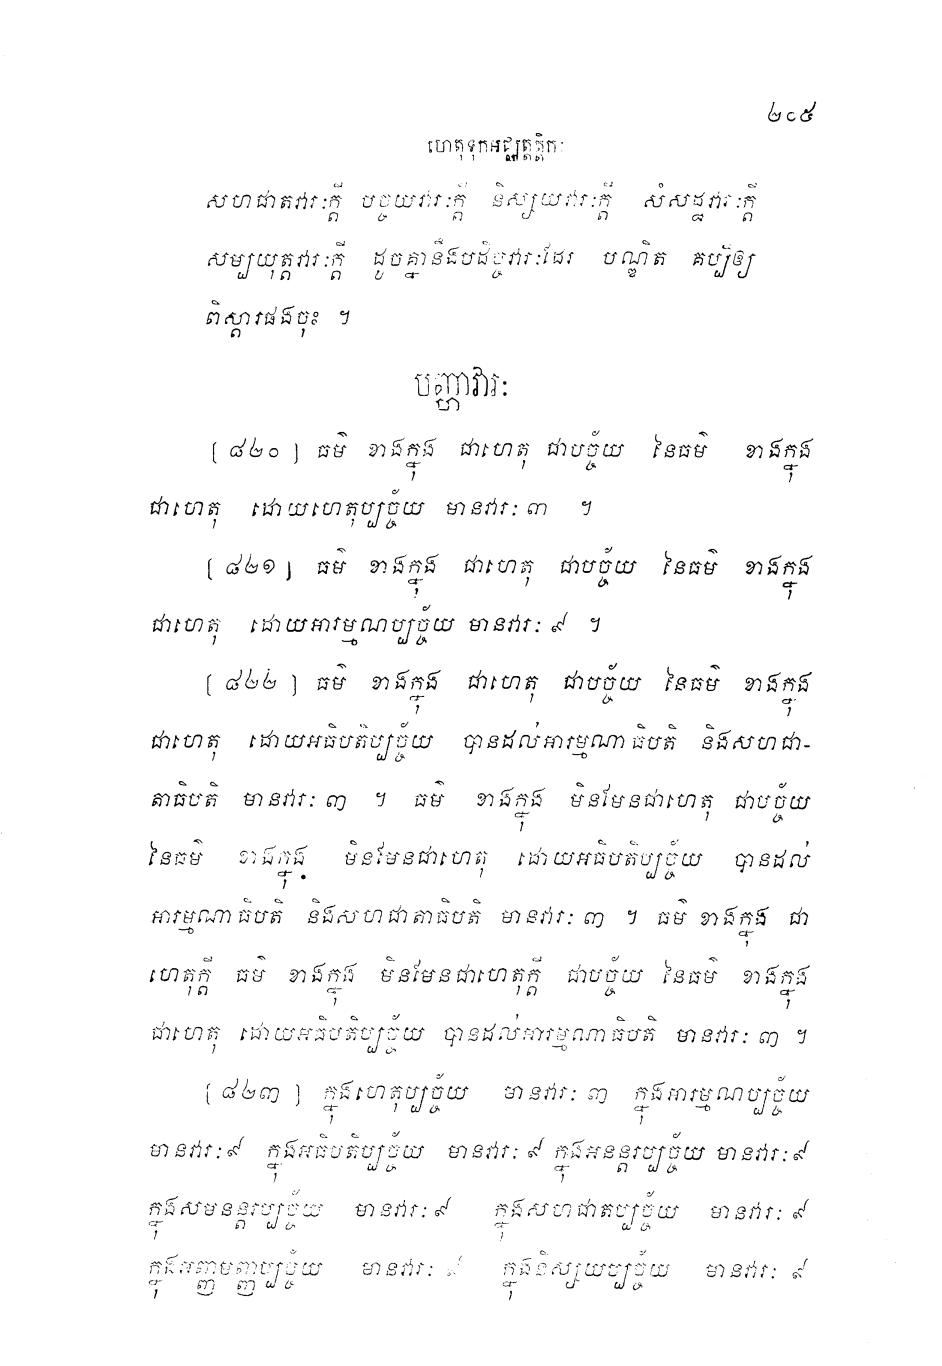 ២០៥
ហេតុទុកអជ្ឈត្តត្តិកៈ
សហជាតវារៈក្តី បច្ចយវារៈក្តី និស្សយវារៈក្តី សំសដ្ឋវារៈក្តី
សម្បយុត្តវារៈក្តី ដូចគ្នានឹងបដិច្ចវារៈដែរ បណ្ឌិត គប្បីឲ្យ
ពិស្តារផងចុះ ។
បញ្ហាវារៈ
[៨២០] ធម៌ ខាងក្នុង ជាហេតុ ជាបច្ច័យ នៃធម៌ ខាងក្នុង
ជាហេតុ ដោយហេតុប្បច្ច័យ មានវារៈ ៣ ។
[៨២១] ធម៌ ខាងក្នុង ជាហេតុ ជាបច្ច័យ នៃធម៌ ខាងក្នុង
ជាហេតុ ដោយអារម្មណប្បច្ច័យ មានវារៈ ៩ ។
[៨២២] ធម៌ ខាងក្នុង ជាហេតុ ជាបច្ច័យ នៃធម៌ ខាងក្នុង
ជាហេតុ ដោយអធិបតិប្បច្ច័យ បានដល់អារម្មណាធិបតិ និងសហជា-
តាធិបតិ មានវារៈ ៣ ។ ធម៌ ខាងក្នុង មិនមែនជាហេតុ ជាបច្ច័យ
នៃធម៌ ខាងក្នុង មិនមែនជាហេតុ ដោយអធិបតិប្បច្ច័យ បានដល់
អារម្មណាធិបតិ និងសហជាតាធិបតិ មានវារៈ ៣ ។ ធម៌ ខាងក្នុង ជា
ហេតុក្តី ធម៌ ខាងក្នុង មិនមែនជាហេតុក្តី ជាបច្ច័យ នៃធម៌ ខាងក្នុង
ជាហេតុ ដោយអធិបតិប្បច្ច័យ បានដល់អារម្មណាធិបតិ មានវារៈ ៣ ។
[៨២៣] ក្នុងហេតុប្បច្ច័យ មានវារៈ ៣ ក្នុងអារម្មណប្បច្ច័យ
មានវារៈ ៩ ក្នុងអធិបតិប្បច្ច័យ មានវារៈ ៩ ក្នុងអនន្តរប្បច្ច័យ មានវារៈ ៩
ក្នុងសមនន្តរប្បច្ច័យ មានវារៈ ៩ ក្នុងសហជាតប្បច្ច័យ មានវារៈ ៩
ក្នុងអញ្ញមញ្ញប្បច្ច័យ មានវារៈ ៩ ក្នុងនិស្សយប្បច្ច័យ មានវារៈ ៩